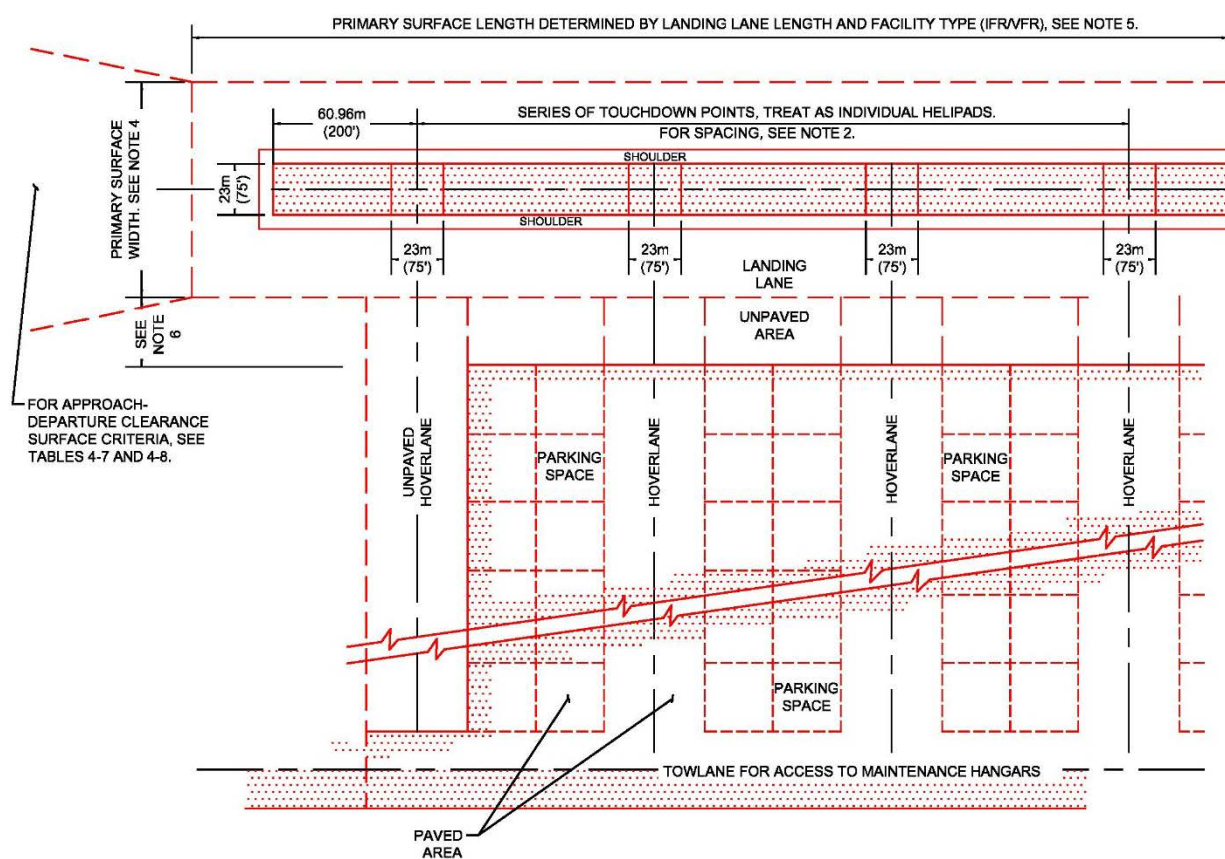 PRIMARY SURFACE LENGTH DETERMINED BY LANDING LANE LENGTH AND FACILITY TYPE (IFR/VFR), SEE NOTE 5.
60.96m
(200')
SERIES OF TOUCHDOWN POINTS, TREAT AS INDIVIDUAL HELIPADS.
FOR SPACING, SEE NOTE 2.
PRIMARY SURFACE
WIDTH. SEE NOTE 4
23m
(75')
SHOULDER
SHOULDER
23m
(75')
23m
(75')
23m
(75')
23m
(75')
LANDING
LANE
UNPAVED
AREA
SEE
NOTE
6
FOR APPROACH-
DEPARTURE CLEARANCE
SURFACE CRITERIA, SEE
TABLES 4-7 AND 4-8.
UNPAVED
HOVERLANE
PARKING
SPACE
HOVERLANE
HOVERLANE
PARKING
SPACE
HOVERLANE
PARKING
SPACE
TOWLANE FOR ACCESS TO MAINTENANCE HANGARS
PAVED
AREA